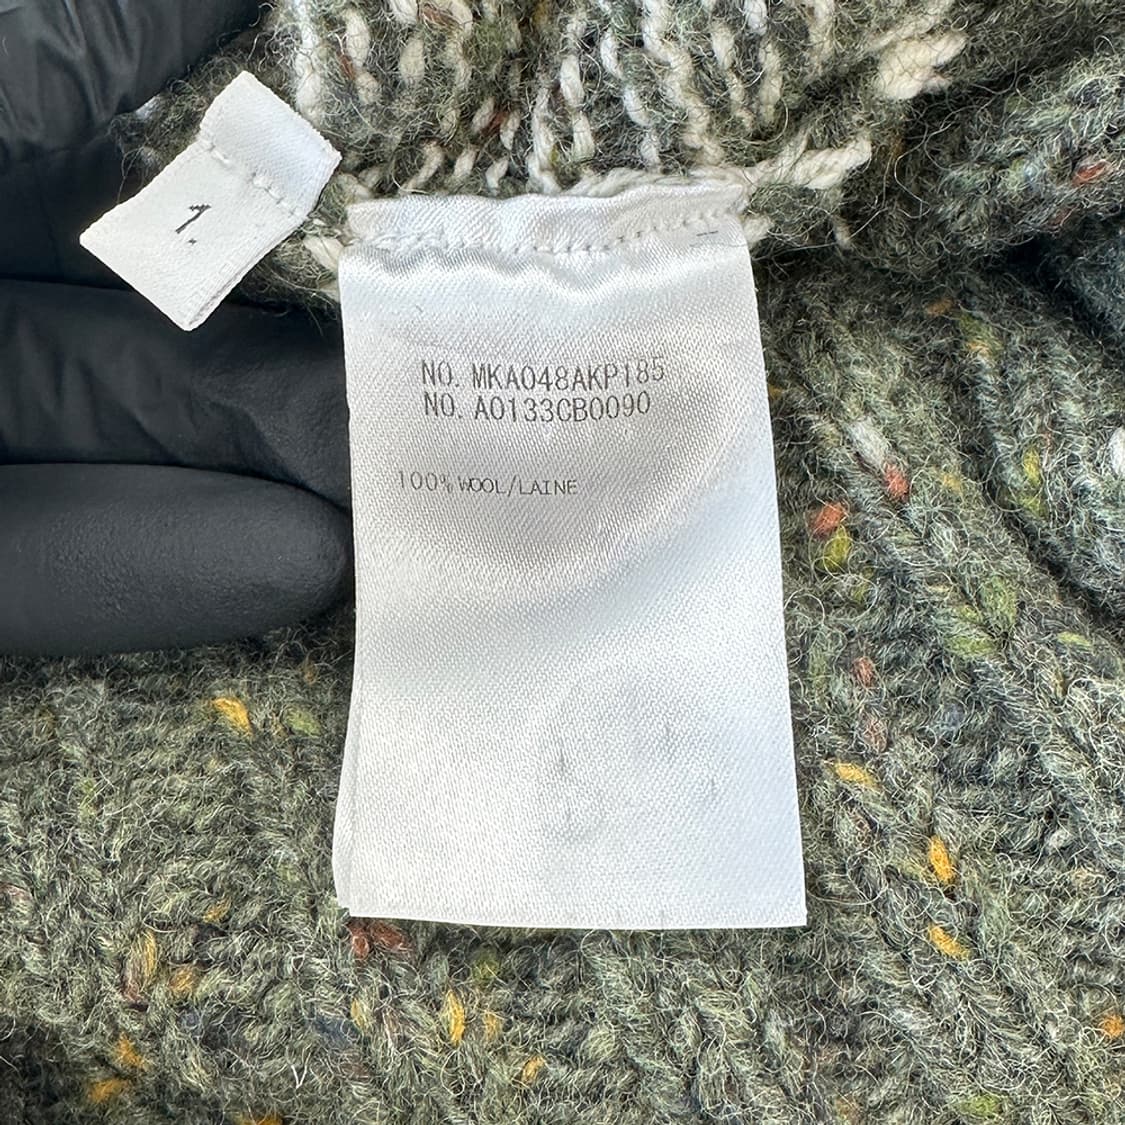 1.
NO. MKA048AKP185
NO. A0133CB0090
100% WOOL/LAINE